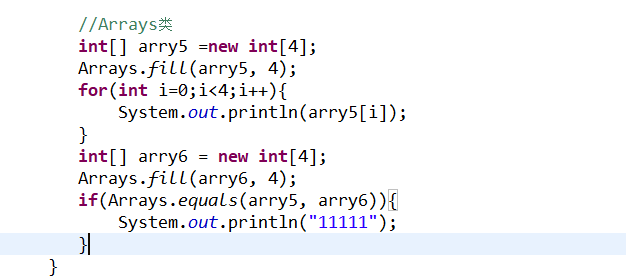 //Arrays类
int[] arry5 =new int[4];
Arrays.fill(arry5, 4);
for(int i=0;i<4;i++){
System.out.println(arry5[i]);
}
int[] arry6 = new int[4];
Arrays.fill(arry6, 4);
if(Arrays.equals(arry5, arry6)){
System.out.println("11111");
}
}